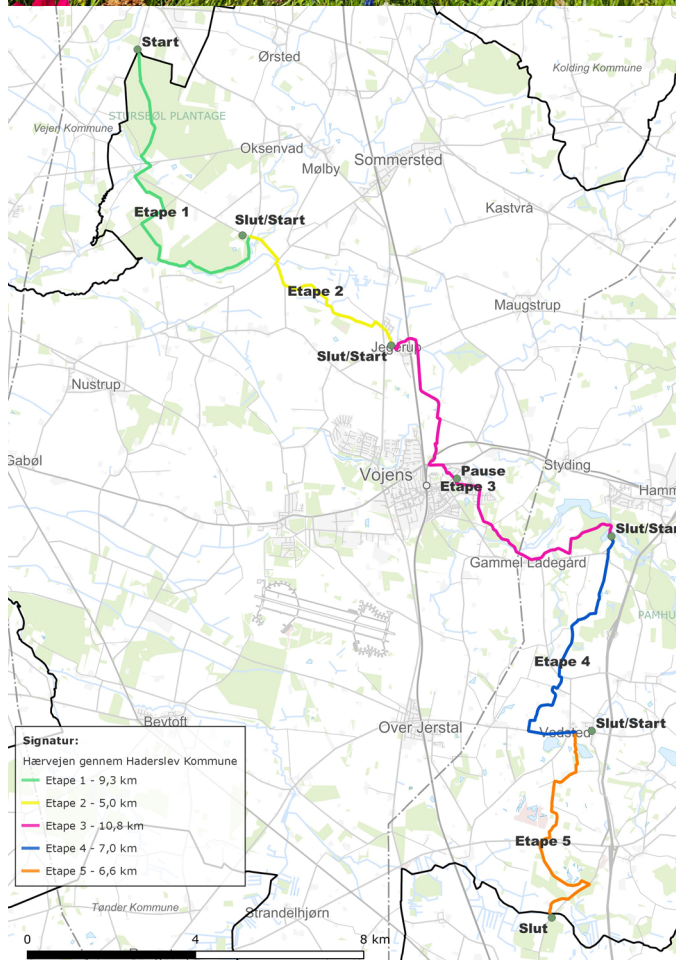 Start
Ørsted
Kolding Kommune
STURSBØL PLANTAGE
Vejen Kommune
Oksenvad
Mølby
Sommersted
Kastvrå
Etape 1
Slut/Start
Etape 2
Maugstrup
Jegerup
Slut/Start
Nustrup
Gabøl
Vojens
Pause
Etape 3
Styding
Hamm
Slut/Star
Gammel Ladegård
PAMHU
Etape 4
Bevtoft
Over Jerstal
Vedsted
Slut/Start
Signatur:
Hærvejen gennem Haderslev Kommune
Etape 1 - 9,3 km
Etape 2 - 5,0 km
Etape 3 - 10,8 km
Etape 4 - 7,0 km
Etape 5 - 6,6 km
Etape 5
Tønder Kommune
Strandelhjørn
Slut
0 4 8 km